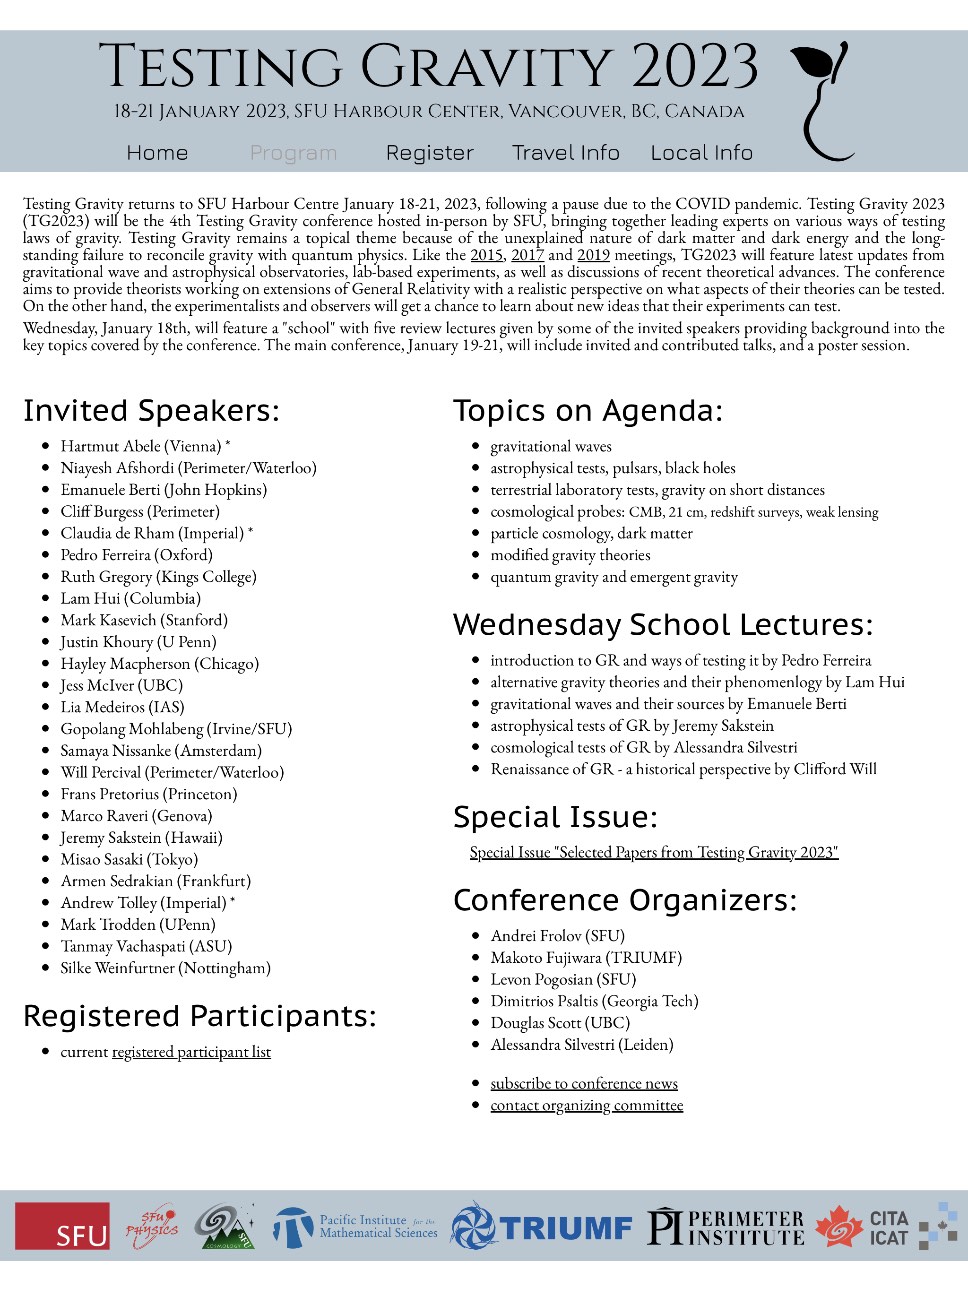 Testing Gravity 2023
18-21 January 2023, SFU Harbour Center, Vancouver, BC, Canada
Home Program Register Travel Info Local Info
Testing Gravity returns to SFU Harbour Centre January 18-21, 2023, following a pause due to the COVID pandemic. Testing Gravity 2023
(TG2023) will be the 4th Testing Gravity conference hosted in-person by SFU, bringing together leading experts on various ways of testing
laws of gravity. Testing Gravity remains a topical theme because of the unexplained nature of dark matter and dark energy and the long-
standing failure to reconcile gravity with quantum physics. Like the 2015, 2017 and 2019 meetings, TG2023 will feature latest updates from
gravitational wave and astrophysical observatories, lab-based experiments, as well as discussions of recent theoretical advances. The conference
aims to provide theorists working on extensions of General Relativity with a realistic perspective on what aspects of their theories can be tested.
On the other hand, the experimentalists and observers will get a chance to learn about new ideas that their experiments can test.
Wednesday, January 18th, will feature a "school" with five review lectures given by some of the invited speakers providing background into the
key topics covered by the conference. The main conference, January 19-21, will include invited and contributed talks, and a poster session.
Invited Speakers:
• Hartmut Abele (Vienna) *
• Niayesh Afshordi (Perimeter/Waterloo)
• Emanuele Berti (John Hopkins)
• Cliff Burgess (Perimeter)
• Claudia de Rham (Imperial) *
• Pedro Ferreira (Oxford)
• Ruth Gregory (Kings College)
• Lam Hui (Columbia)
• Mark Kasevich (Stanford)
• Justin Khoury (U Penn)
• Hayley Macpherson (Chicago)
• Jess McIver (UBC)
• Lia Medeiros (IAS)
• Gopolang Mohlabeng (Irvine/SFU)
• Samaya Nissanke (Amsterdam)
• Will Percival (Perimeter/Waterloo)
• Frans Pretorius (Princeton)
• Marco Raveri (Genova)
• Jeremy Sakstein (Hawaii)
• Misao Sasaki (Tokyo)
• Armen Sedrakian (Frankfurt)
• Andrew Tolley (Imperial) *
• Mark Trodden (UPenn)
• Tanmay Vachaspati (ASU)
• Silke Weinfurtner (Nottingham)
Registered Participants:
• current registered participant list
Topics on Agenda:
• gravitational waves
• astrophysical tests, pulsars, black holes
• terrestrial laboratory tests, gravity on short distances
• cosmological probes: CMB, 21 cm, redshift surveys, weak lensing
• particle cosmology, dark matter
• modified gravity theories
• quantum gravity and emergent gravity
Wednesday School Lectures:
• introduction to GR and ways of testing it by Pedro Ferreira
• alternative gravity theories and their phenomenlogy by Lam Hui
• gravitational waves and their sources by Emanuele Berti
• astrophysical tests of GR by Jeremy Sakstein
• cosmological tests of GR by Alessandra Silvestri
• Renaissance of GR - a historical perspective by Clifford Will
Special Issue:
Special Issue "Selected Papers from Testing Gravity 2023"
Conference Organizers:
• Andrei Frolov (SFU)
• Makoto Fujiwara (TRIUMF)
• Levon Pogosian (SFU)
• Dimitrios Psaltis (Georgia Tech)
• Douglas Scott (UBC)
• Alessandra Silvestri (Leiden)
• subscribe to conference news
• contact organizing committee
SFU
SFU
PHYSICS
COSMOLOGY SFU
Pacific Institute for the
Mathematical Sciences
TRIUMF
PI PERIMETER
INSTITUTE
CITA
ICAT